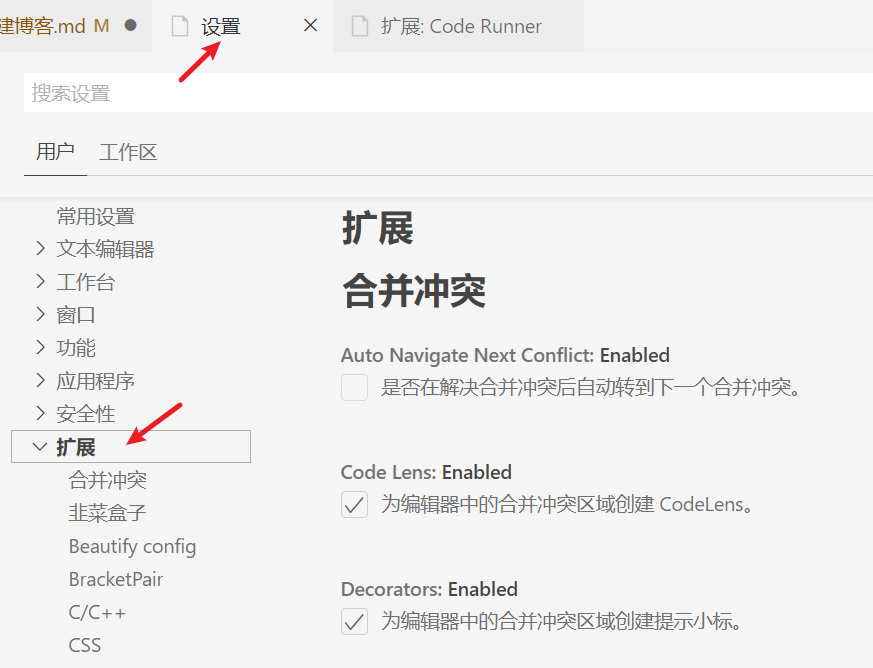 建博客.md M
设置
扩展: Code Runner
搜索设置
用户 工作区
常用设置
文本编辑器
工作台
窗口
功能
应用程序
安全性
扩展
合并冲突
韭菜盒子
Beautify config
BracketPair
C/C++
CSS
扩展
合并冲突
Auto Navigate Next Conflict: Enabled
是否在解决合并冲突后自动转到下一个合并冲突。
Code Lens: Enabled
为编辑器中的合并冲突区域创建 CodeLens。
Decorators: Enabled
为编辑器中的合并冲突区域创建提示小标。